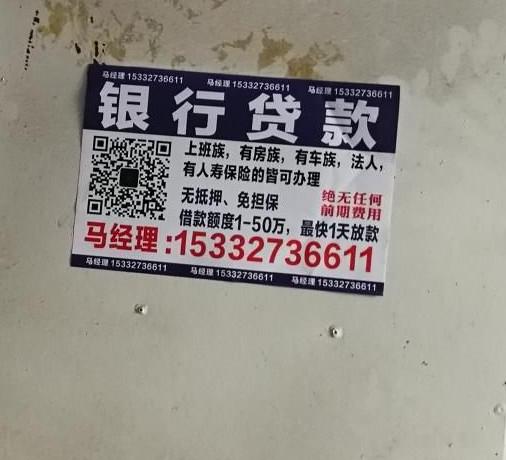 马经理 15332736611 马经理 15332736611 马经理 15332736611
银行贷款
上班族，有房族，有车族，法人，
有人寿保险的皆可办理
无抵押、免担保
绝无任何
前期费用
借款额度1-50万，最快1天放款
马经理:15332736611
马经理 15332736611 马经理 15332736611 马经理 15332736611